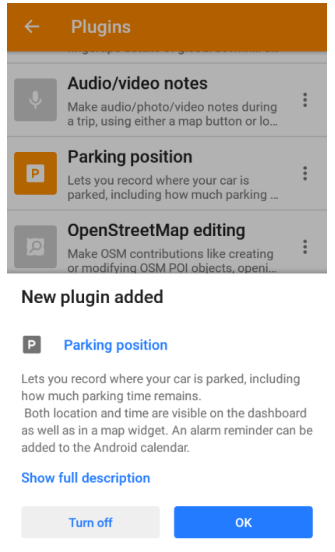 Plugins
Audio/video notes
Make audio/photo/video notes during
a trip, using either a map button or lo...
Parking position
P
Lets you record where your car is
parked, including how much parking ...
OpenStreetMap editing
Make OSM contributions like creating
or modifying OSM POI objects, openi...
New plugin added
P
Parking position
Lets you record where your car is parked, including
how much parking time remains.
Both location and time are visible on the dashboard
as well as in a map widget. An alarm reminder can be
added to the Android calendar.
Show full description
Turn off
OK